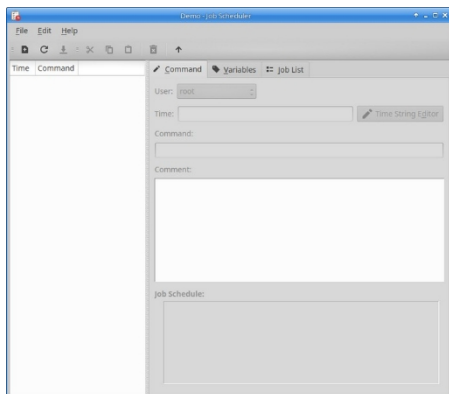 Demo - Job Scheduler
File Edit Help
Time Command
Command Variables Job List
User: root
Time: Time String Editor
Command:
Comment:
Job Schedule: